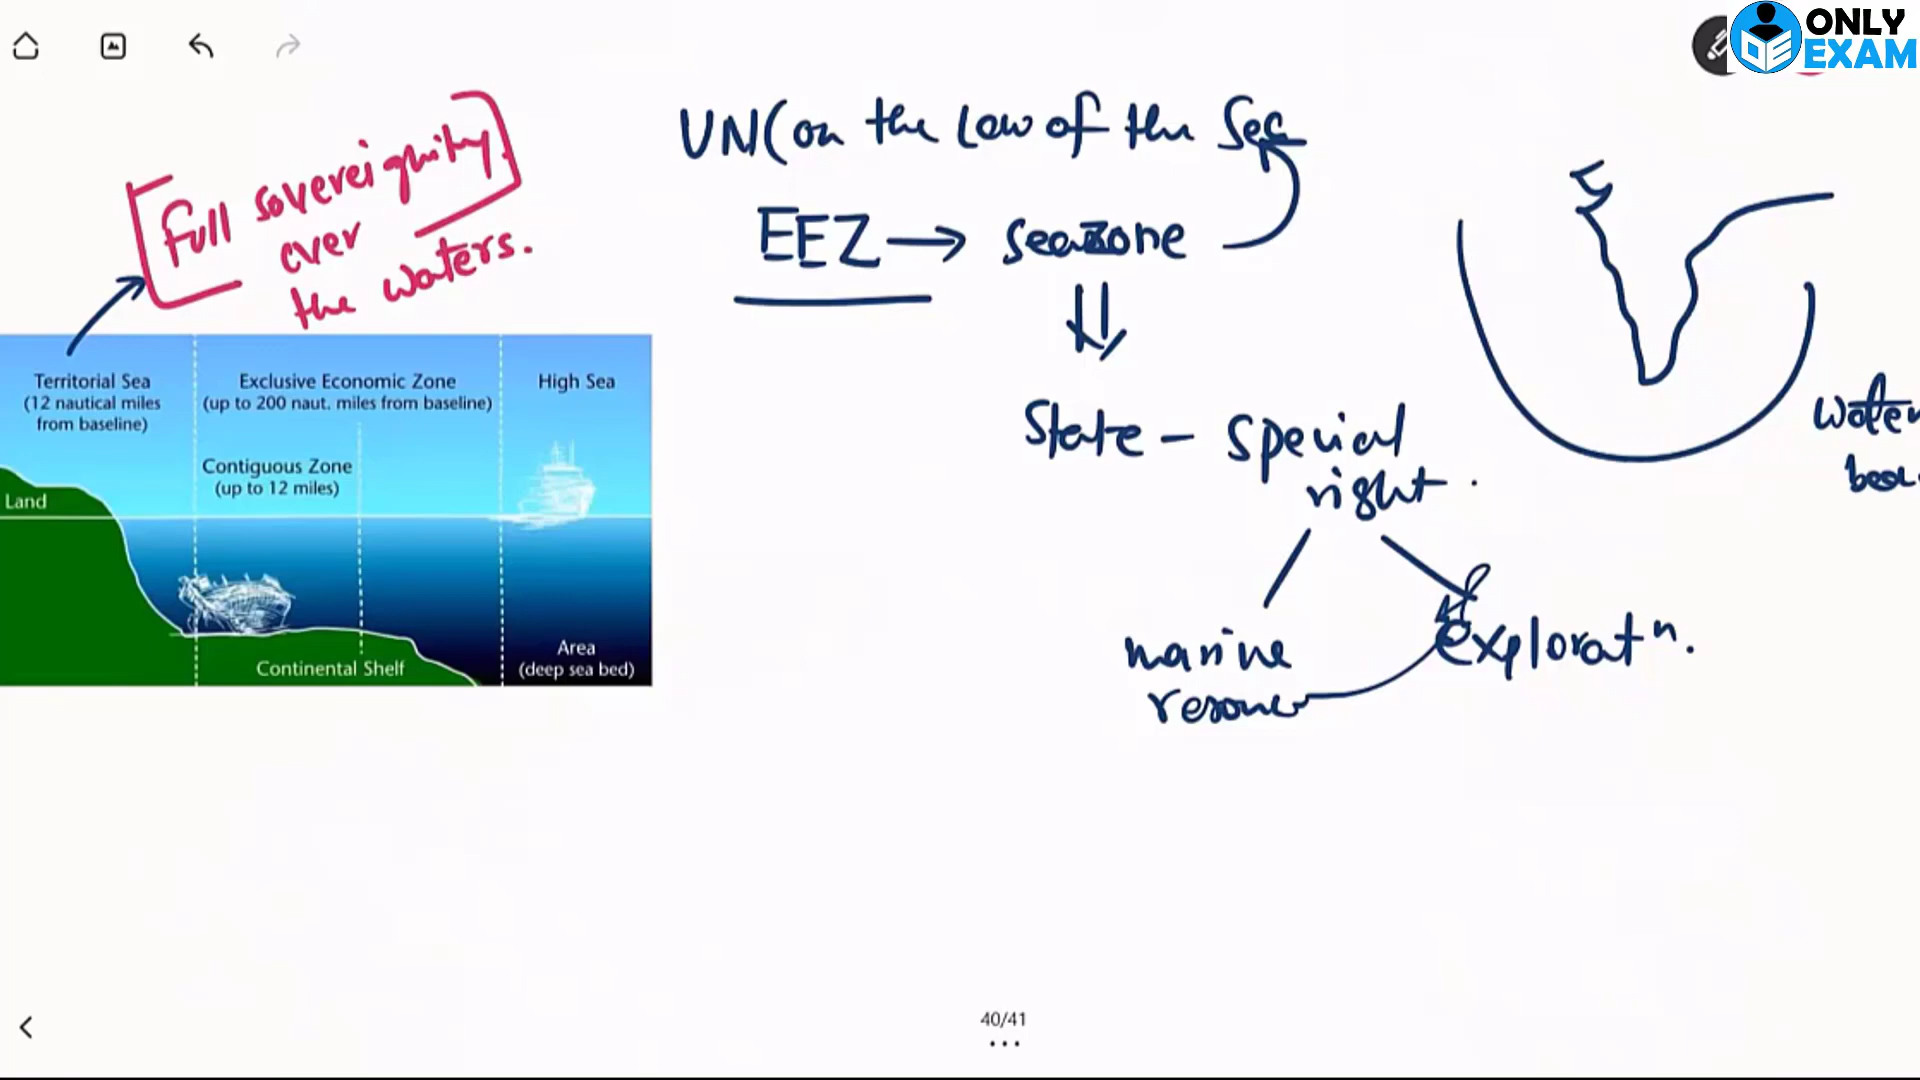 ONLY
EXAM
Full sovereignity
over
the waters.
UN Con the Law of the Sea
EEZ → seazone
State - special
right.
marine
Exploratn.
water
Territorial Sea
(12 nautical miles
from baseline)
Exclusive Economic Zone
(up to 200 naut. miles from baseline)
High Sea
Contiguous Zone
(up to 12 miles)
Land
Continental Shelf
Area
(deep sea bed)
40/41